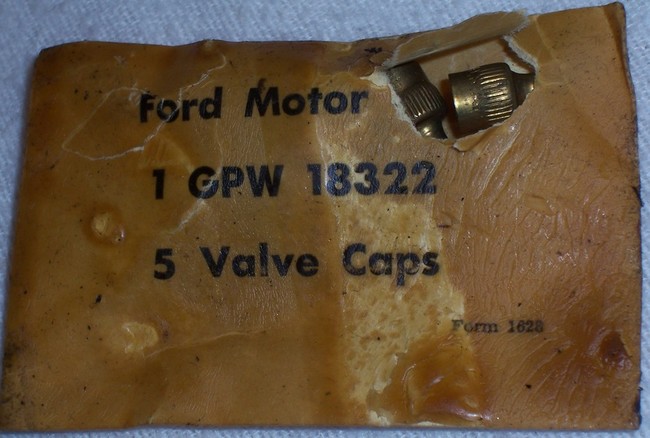 Ford Motor
1 GPW 18322
5 Valve Caps
Form 1628